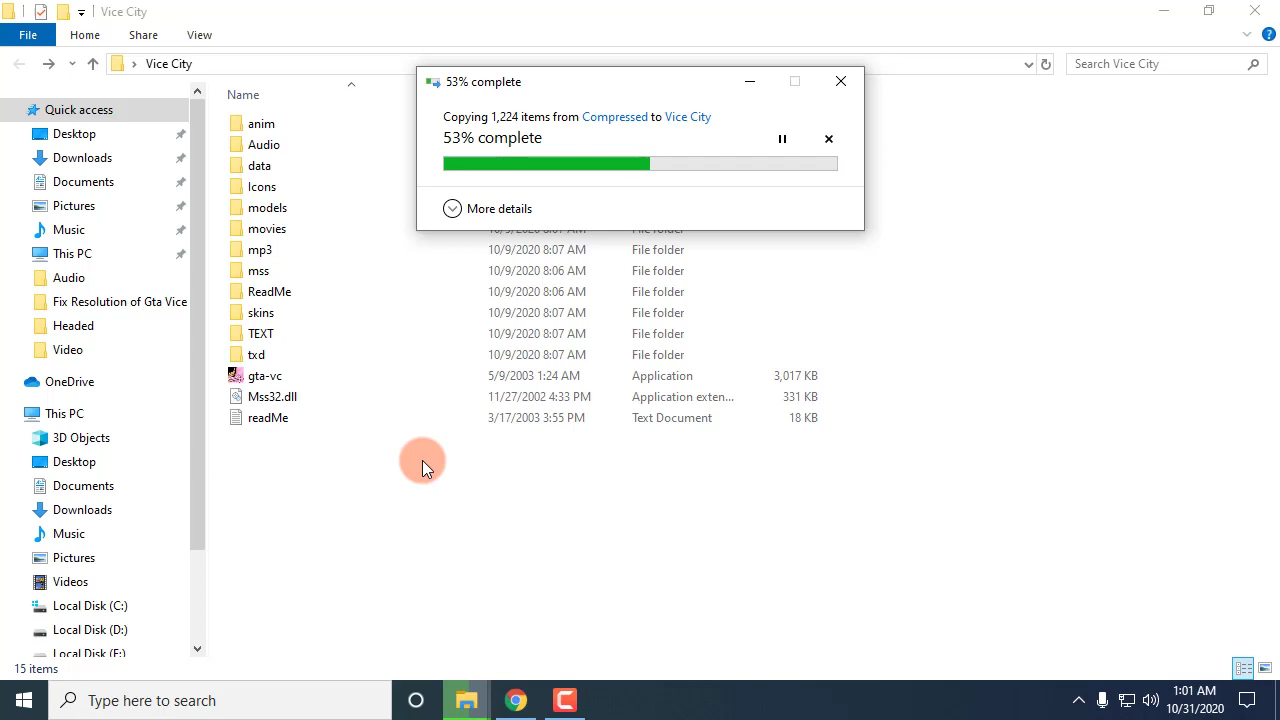 Vice City
File Home Share View
Vice City
Search Vice City
53% complete
Copying 1,224 items from Compressed to Vice City
53% complete
More details
Quick access
Desktop
Downloads
Documents
Pictures
Music
This PC
Audio
Fix Resolution of Gta Vice
Headed
Video
OneDrive
This PC
3D Objects
Desktop
Documents
Downloads
Music
Pictures
Videos
Local Disk (C:)
Local Disk (D:)
Local Disk (E:)
Name
anim
Audio
data
Icons
models
movies 10/9/2020 8:07 AM File folder
mp3 10/9/2020 8:07 AM File folder
mss 10/9/2020 8:06 AM File folder
ReadMe 10/9/2020 8:06 AM File folder
skins 10/9/2020 8:07 AM File folder
TEXT 10/9/2020 8:07 AM File folder
txd 10/9/2020 8:07 AM File folder
gta-vc 5/9/2003 1:24 AM Application 3,017 KB
Mss32.dll 11/27/2002 4:33 PM Application exten... 331 KB
readMe 3/17/2003 3:55 PM Text Document 18 KB
15 items
Type here to search
1:01 AM
10/31/2020